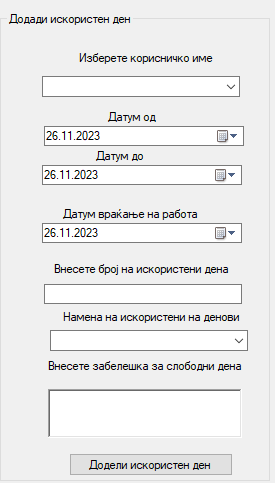 Додади искористен ден
Изберете корисничко име
Датум од
26.11.2023
Датум до
26.11.2023
Датум враќање на работа
26.11.2023
Внесете број на искористени дена
Намена на искористени на денови
Внесете забелешка за слободни дена
Додели искористен ден